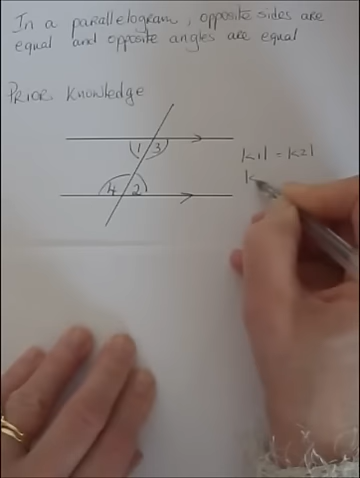 In a parallelogram, opposite sides are
equal and opposite angles are equal
Prior Knowledge
1 3
4 2
|<1| = |<2|
|<